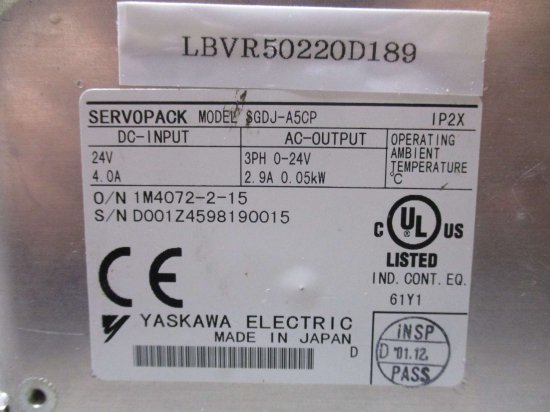 LBVR50220D189
SERVOPACK MODEL SGDJ-A5CP IP2X
DC-INPUT AC-OUTPUT OPERATING AMBIENT TEMPERATURE °C
24V 3PH 0-24V
4.0A 2.9A 0.05kW
O/N 1M4072-2-15
S/N D001Z4598190015
C UL US
LISTED
IND. CONT. EQ.
61Y1
CE
YASKAWA ELECTRIC
MADE IN JAPAN
D
INSP
D '01.12.
PASS